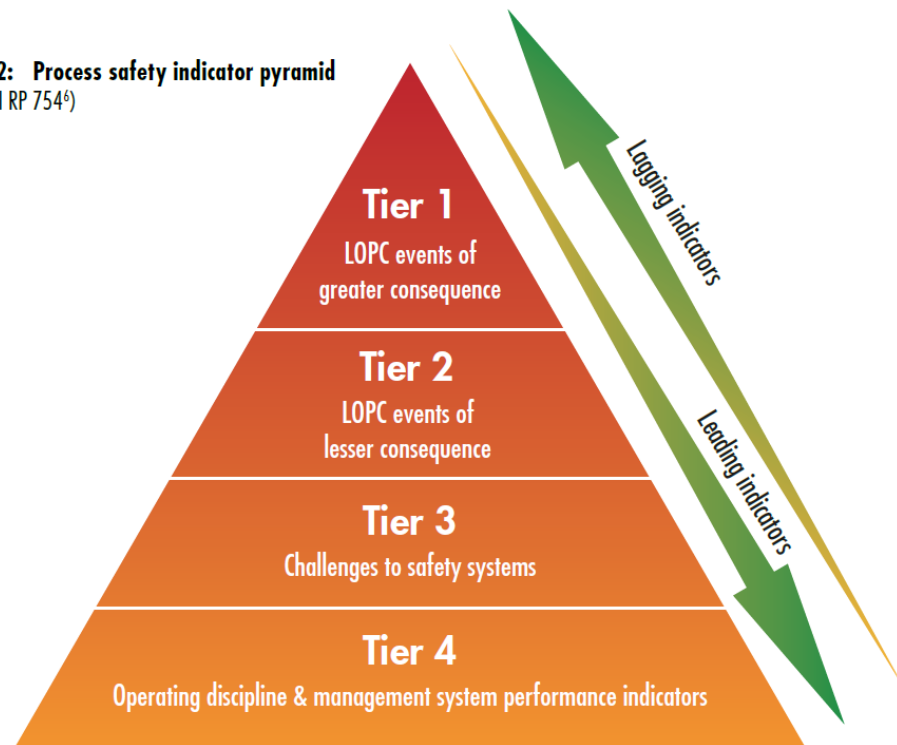 2: Process safety indicator pyramid
RP 754⁶)
Tier 1
LOPC events of
greater consequence
Tier 2
LOPC events of
lesser consequence
Tier 3
Challenges to safety systems
Tier 4
Operating discipline & management system performance indicators
Lagging indicators
Leading indicators